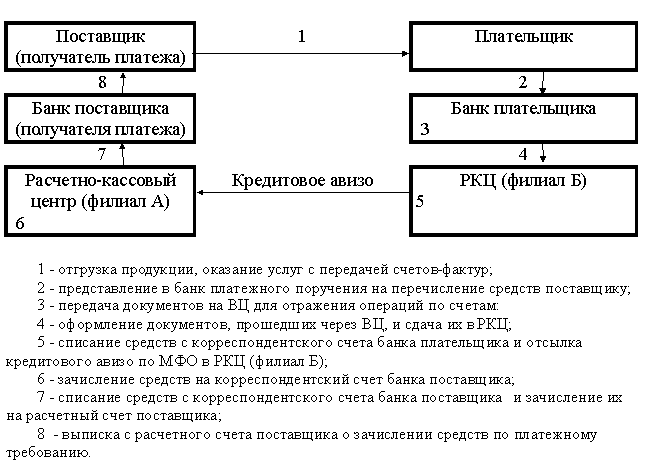 Поставщик
(получатель платежа)
1
Плательщик
8
2
Банк поставщика
(получателя платежа)
Банк плательщика
3
7
4
Расчетно-кассовый
центр (филиал А)
6
Кредитовое авизо
РКЦ (филиал Б)
5
1 - отгрузка продукции, оказание услуг с передачей счетов-фактур;
2 - представление в банк платежного поручения на перечисление средств поставщику;
3 - передача документов на ВЦ для отражения операций по счетам:
4 - оформление документов, прошедших через ВЦ, и сдача их в РКЦ;
5 - списание средств с корреспондентского счета банка плательщика и отсылка
кредитового авизо по МФО в РКЦ (филиал Б);
6 - зачисление средств на корреспондентский счет банка поставщика;
7 - списание средств с корреспондентского счета банка поставщика и зачисление их
на расчетный счет поставщика;
8 - выписка с расчетного счета поставщика о зачислении средств по платежному
требованию.